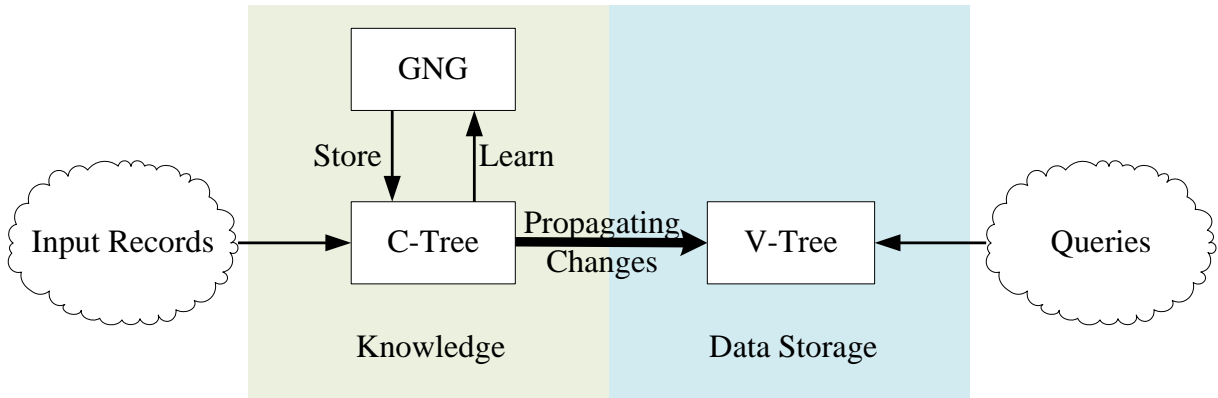 GNG
Store
Learn
Input Records
C-Tree
Propagating
Changes
V-Tree
Queries
Knowledge
Data Storage